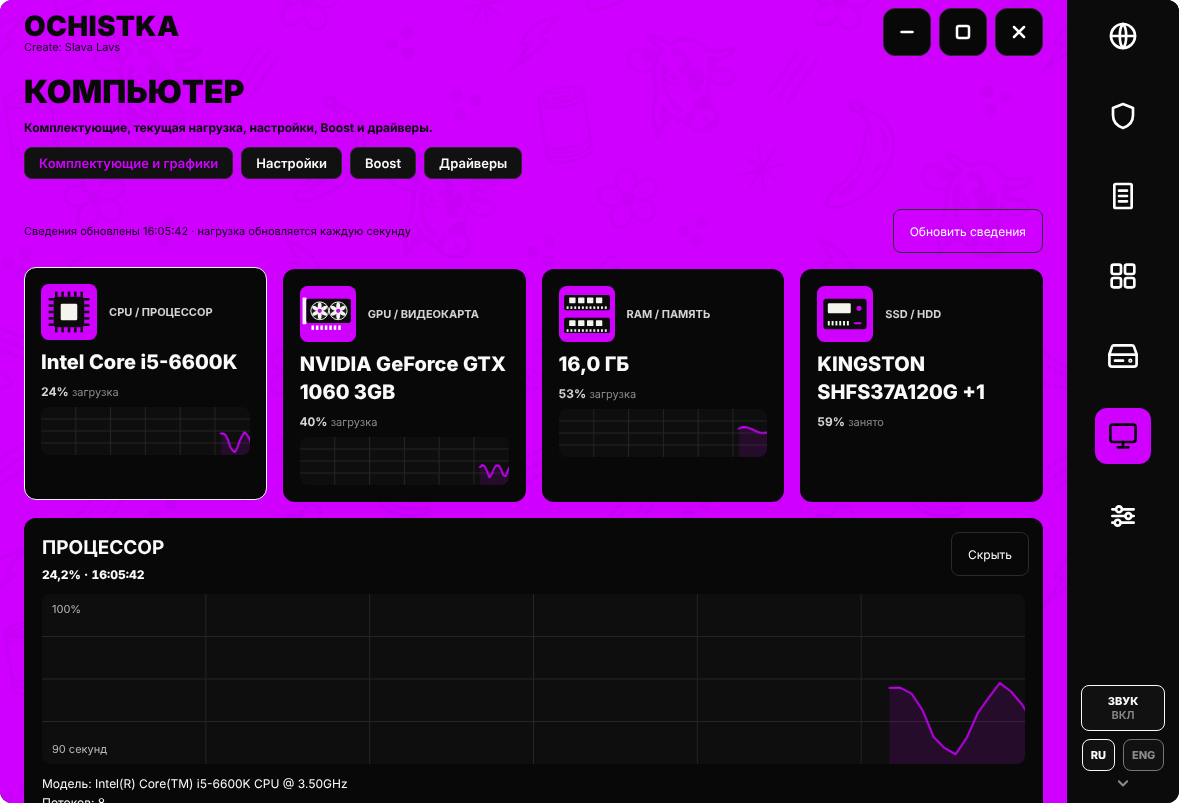 OCHISTKA
Create: Slava Lavs
КОМПЬЮТЕР
Комплектующие, текущая нагрузка, настройки, Boost и драйверы.
Комплектующие и графики
Настройки
Boost
Драйверы
Сведения обновлены 16:05:42 · нагрузка обновляется каждую секунду
Обновить сведения
CPU / ПРОЦЕССОР
Intel Core i5-6600K
24% загрузка
GPU / ВИДЕОКАРТА
NVIDIA GeForce GTX
1060 3GB
40% загрузка
RAM / ПАМЯТЬ
16,0 ГБ
53% загрузка
SSD / HDD
KINGSTON
SHFS37A120G +1
59% занято
ПРОЦЕССОР
24,2% · 16:05:42
Скрыть
100%
90 секунд
Модель: Intel(R) Core(TM) i5-6600K CPU @ 3.50GHz
Потоков: 8
ЗВУК
ВКЛ
RU
ENG